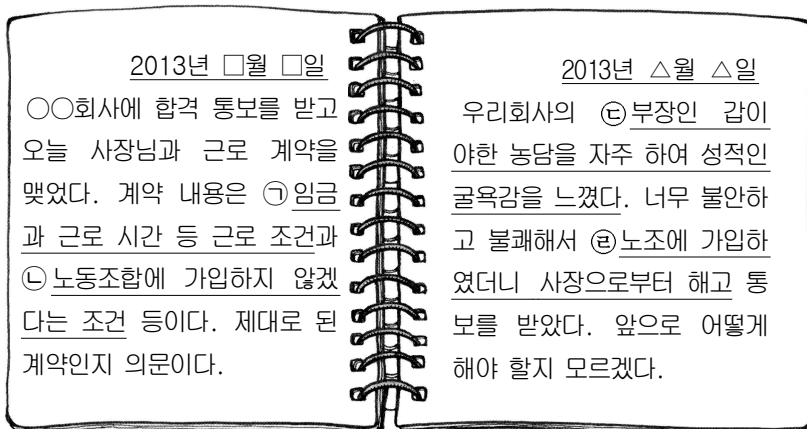 2013년 □월 □일
○○회사에 합격 통보를 받고
오늘 사장님과 근로 계약을
맺었다. 계약 내용은 ㉠임금
과 근로 시간 등 근로 조건과
㉡노동조합에 가입하지 않겠
다는 조건 등이다. 제대로 된
계약인지 의문이다.
2013년 △월 △일
우리회사의 ㉢부장인 갑이
야한 농담을 자주 하여 성적인
굴욕감을 느꼈다. 너무 불안하
고 불쾌해서 ㉣노조에 가입하
였더니 사장으로부터 해고 통
보를 받았다. 앞으로 어떻게
해야 할지 모르겠다.